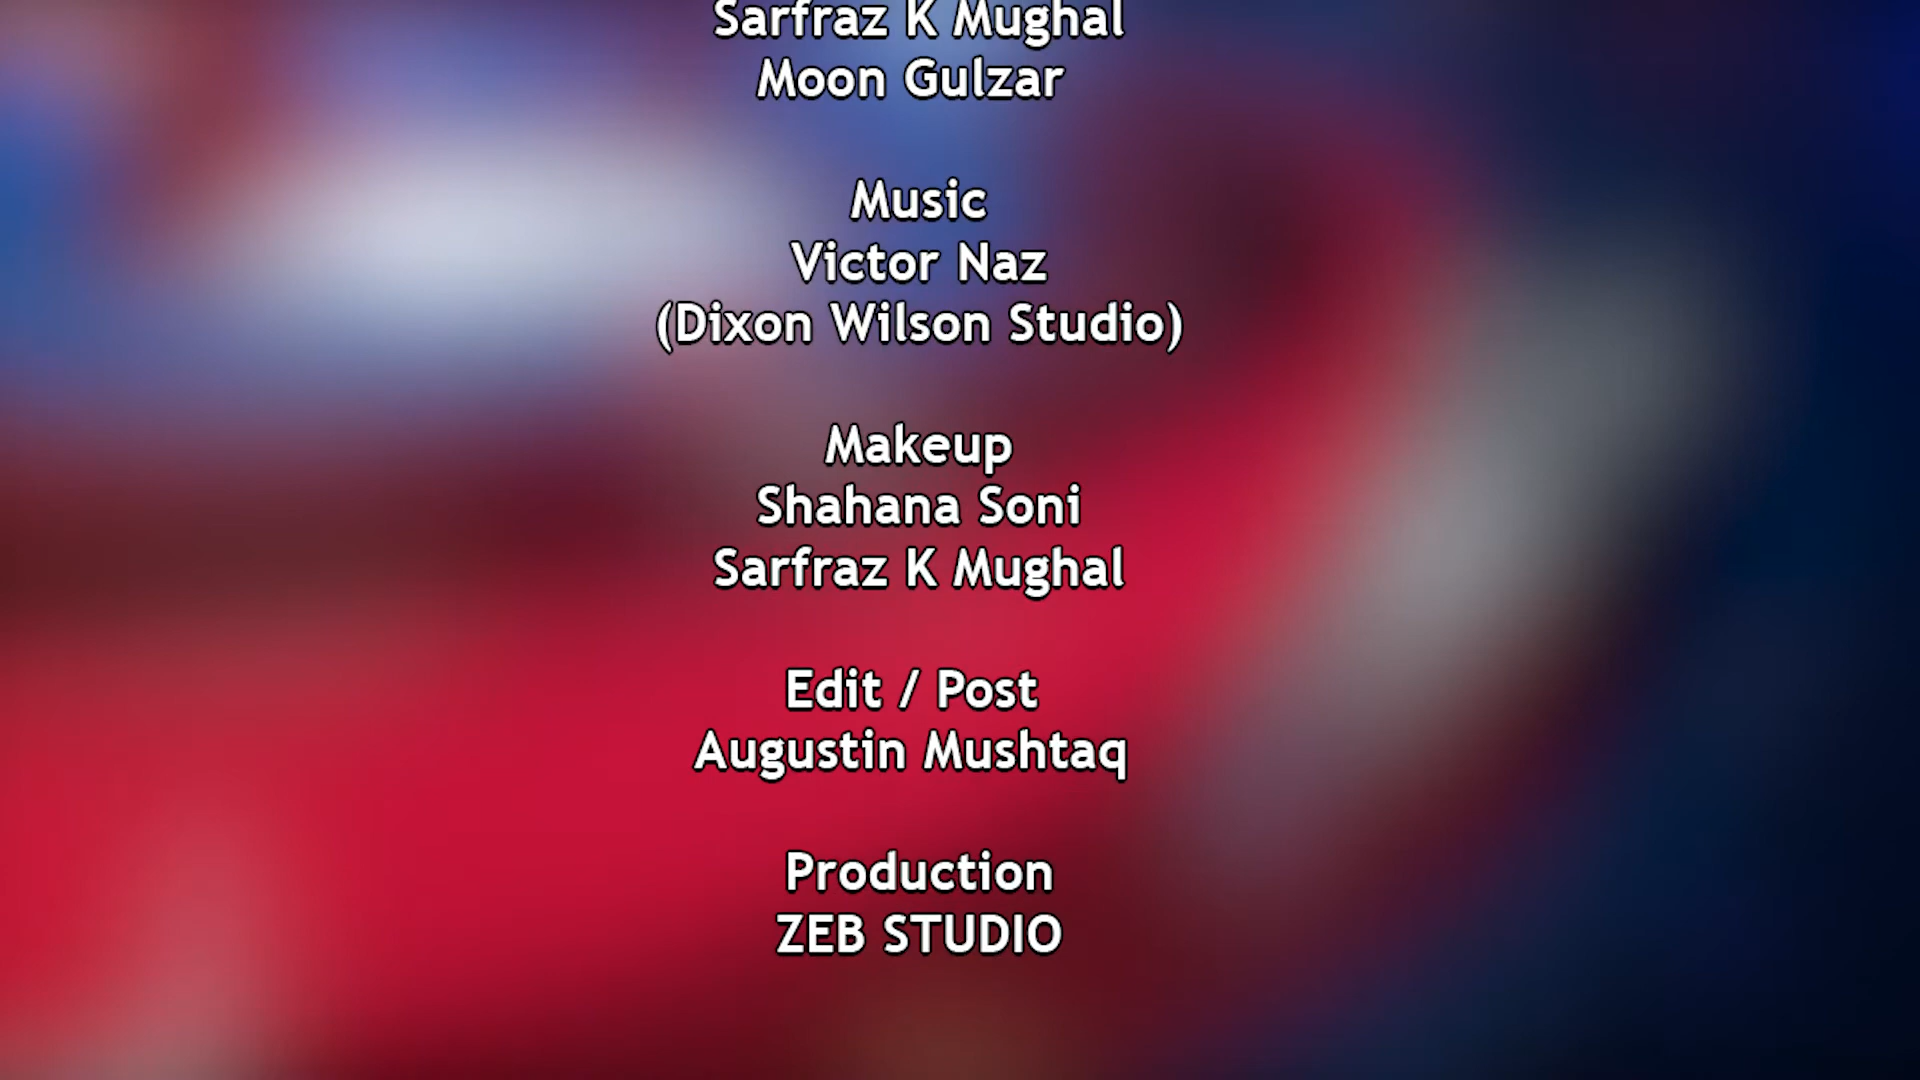 Sarfraz K Mughal
Moon Gulzar
Music
Victor Naz
(Dixon Wilson Studio)
Makeup
Shahana Soni
Sarfraz K Mughal
Edit / Post
Augustin Mushtaq
Production
ZEB STUDIO